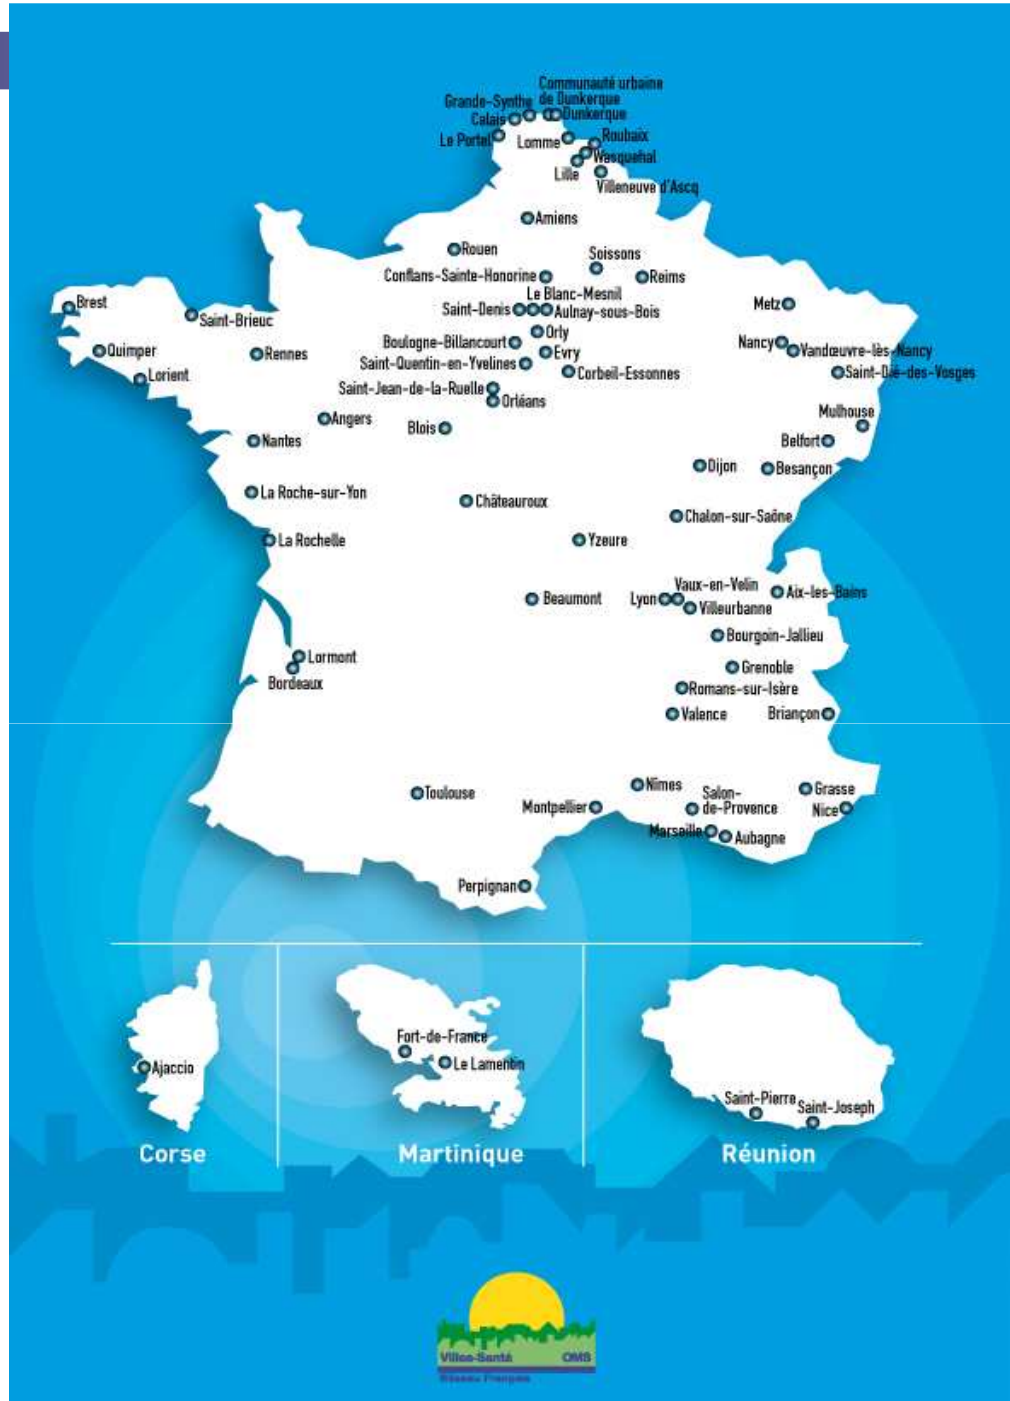 Communauté urbaine
de Dunkerque
Grande-Synthe
Dunkerque
Calais
Le Portel
Lomme
Roubaix
Wasquehal
Lille
Villeneuve d'Ascq
Amiens
Rouen
Soissons
Conflans-Sainte-Honorine
Reims
Le Blanc-Mesnil
Saint-Denis
Aulnay-sous-Bois
Metz
Brest
Saint-Brieuc
Orly
Boulogne-Billancourt
Nancy
Quimper
Rennes
Evry
Vandœuvre-lès-Nancy
Saint-Quentin-en-Yvelines
Lorient
Corbeil-Essonnes
Saint-Dié-des-Vosges
Saint-Jean-de-la-Ruelle
Orléans
Mulhouse
Angers
Blois
Nantes
Belfort
Dijon
Besançon
La Roche-sur-Yon
Châteauroux
Chalon-sur-Saône
La Rochelle
Yzeure
Vaux-en-Velin
Aix-les-Bains
Beaumont
Lyon
Villeurbanne
Bourgoin-Jallieu
Lormont
Grenoble
Bordeaux
Romans-sur-Isère
Valence
Briançon
Nîmes
Grasse
Toulouse
Salon-
de-Provence
Montpellier
Nice
Marseille
Aubagne
Perpignan
Fort-de-France
Ajaccio
Le Lamentin
Saint-Pierre
Saint-Joseph
Corse
Martinique
Réunion
Villes-Santé OMS
Réseau Français